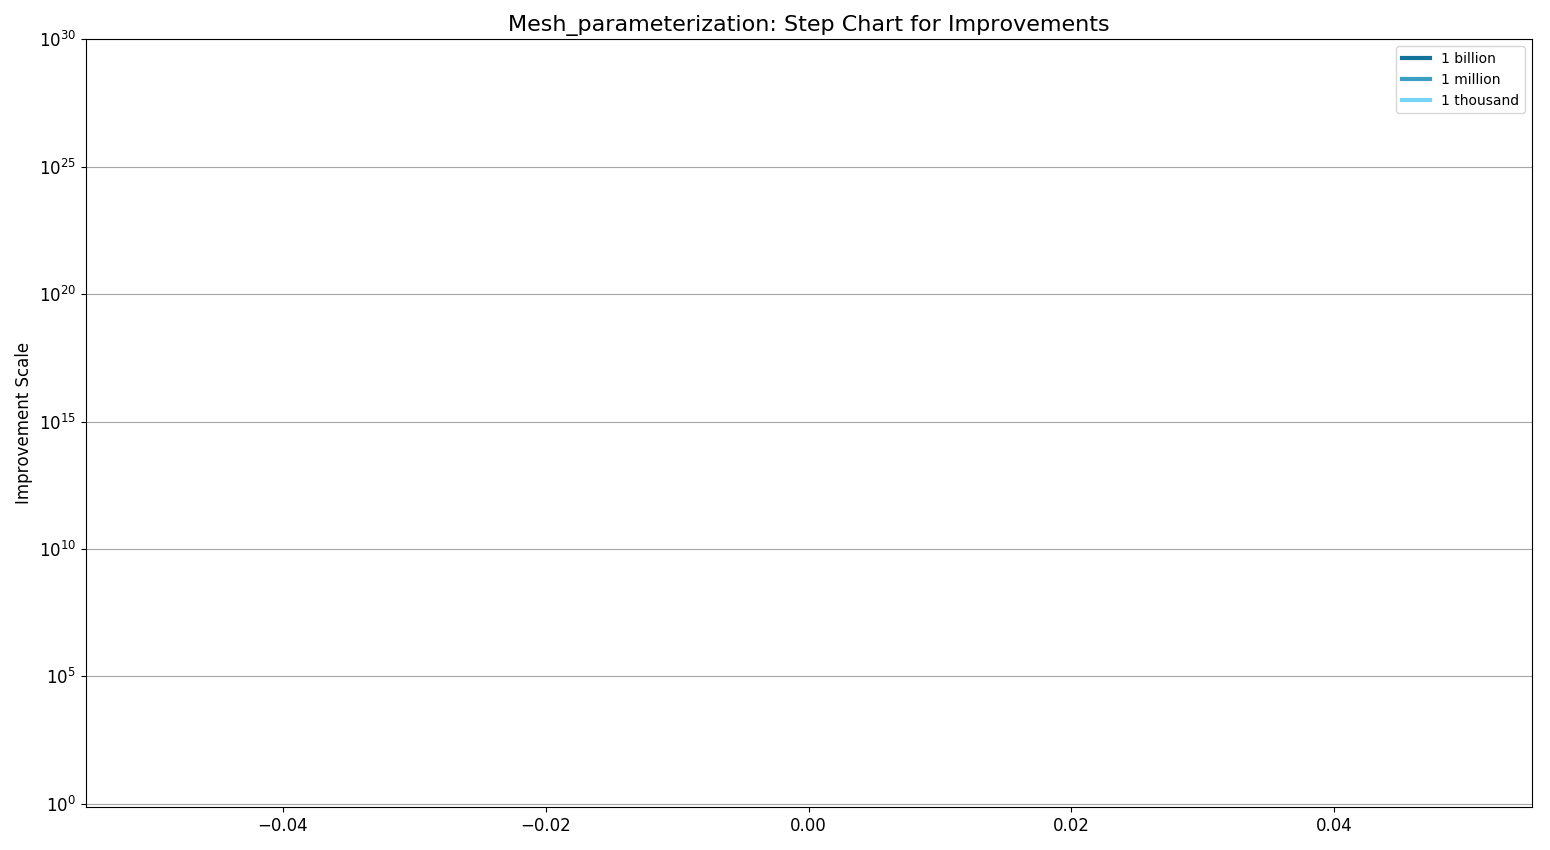 Mesh_parameterization: Step Chart for Improvements
10^30
10^25
10^20
10^15
10^10
10^5
10^0
Improvement Scale
1 billion
1 million
1 thousand
−0.04
−0.02
0.00
0.02
0.04